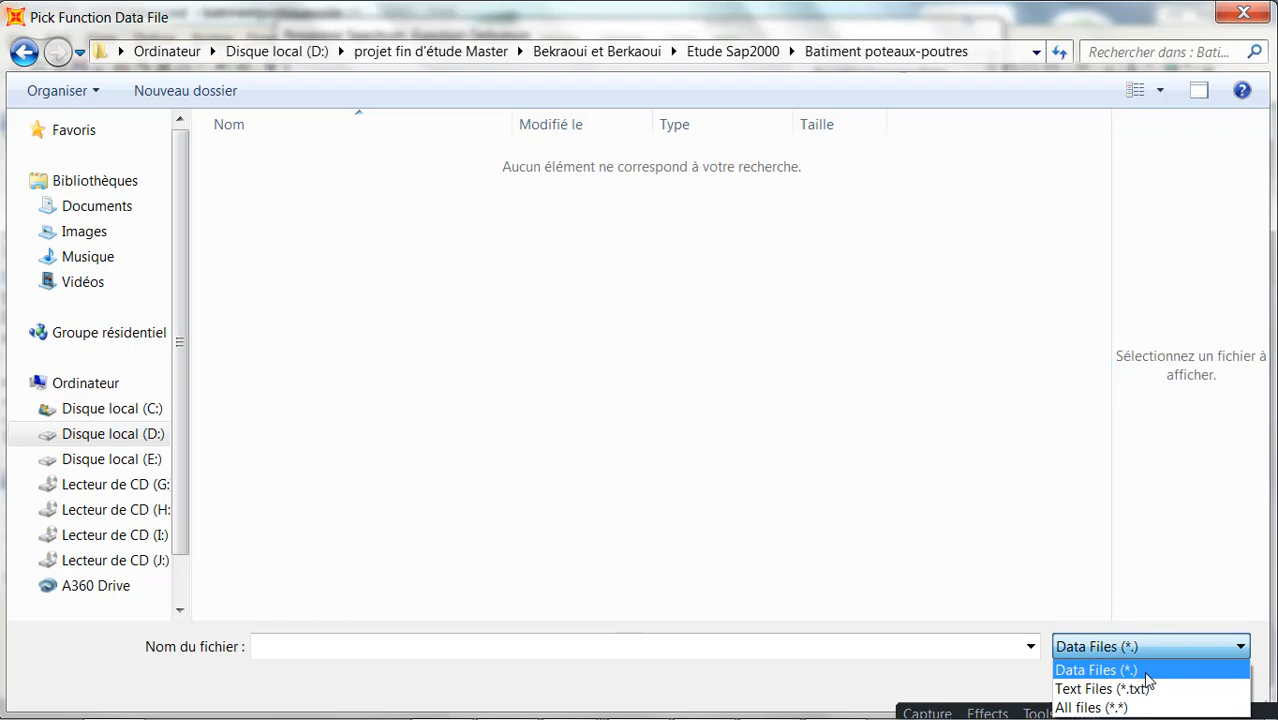 Pick Function Data File
Ordinateur Disque local (D:) projet fin d'étude Master Bekraoui et Berkaoui Etude Sap2000 Batiment poteaux-poutres Rechercher dans : Bati...
Organiser Nouveau dossier
Favoris
Nom Modifié le Type Taille
Aucun élément ne correspond à votre recherche.
Bibliothèques
Documents
Images
Musique
Vidéos
Groupe résidentiel
Ordinateur
Disque local (C:)
Disque local (D:)
Disque local (E:)
Lecteur de CD (G:
Lecteur de CD (H:
Lecteur de CD (I:)
Lecteur de CD (J:)
A360 Drive
Sélectionnez un fichier à
afficher.
Nom du fichier :
Data Files (*.)
Data Files (*.)
Text Files (*.txt)
All files (*.*)
Capture Effects Tools